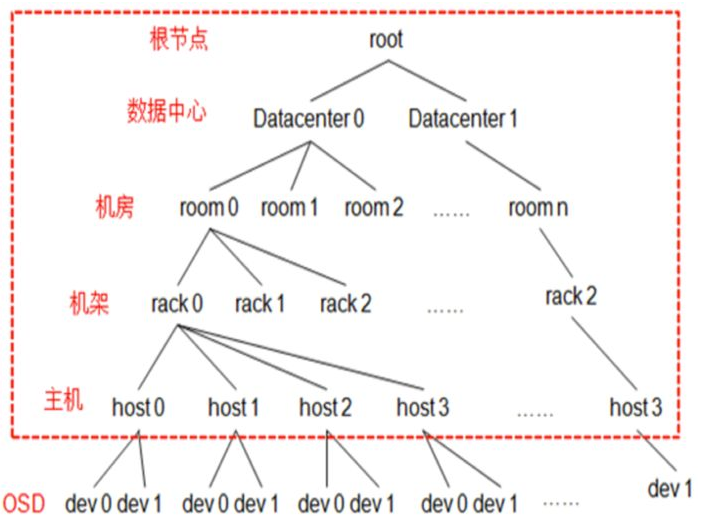 根节点 root
数据中心 Datacenter 0 Datacenter 1
机房 room 0 room 1 room 2 …… room n
机架 rack 0 rack 1 rack 2 …… rack 2
主机 host 0 host 1 host 2 host 3 …… host 3
OSD dev 0 dev 1 dev 0 dev 1 dev 0 dev 1 dev 0 dev 1 …… dev 1